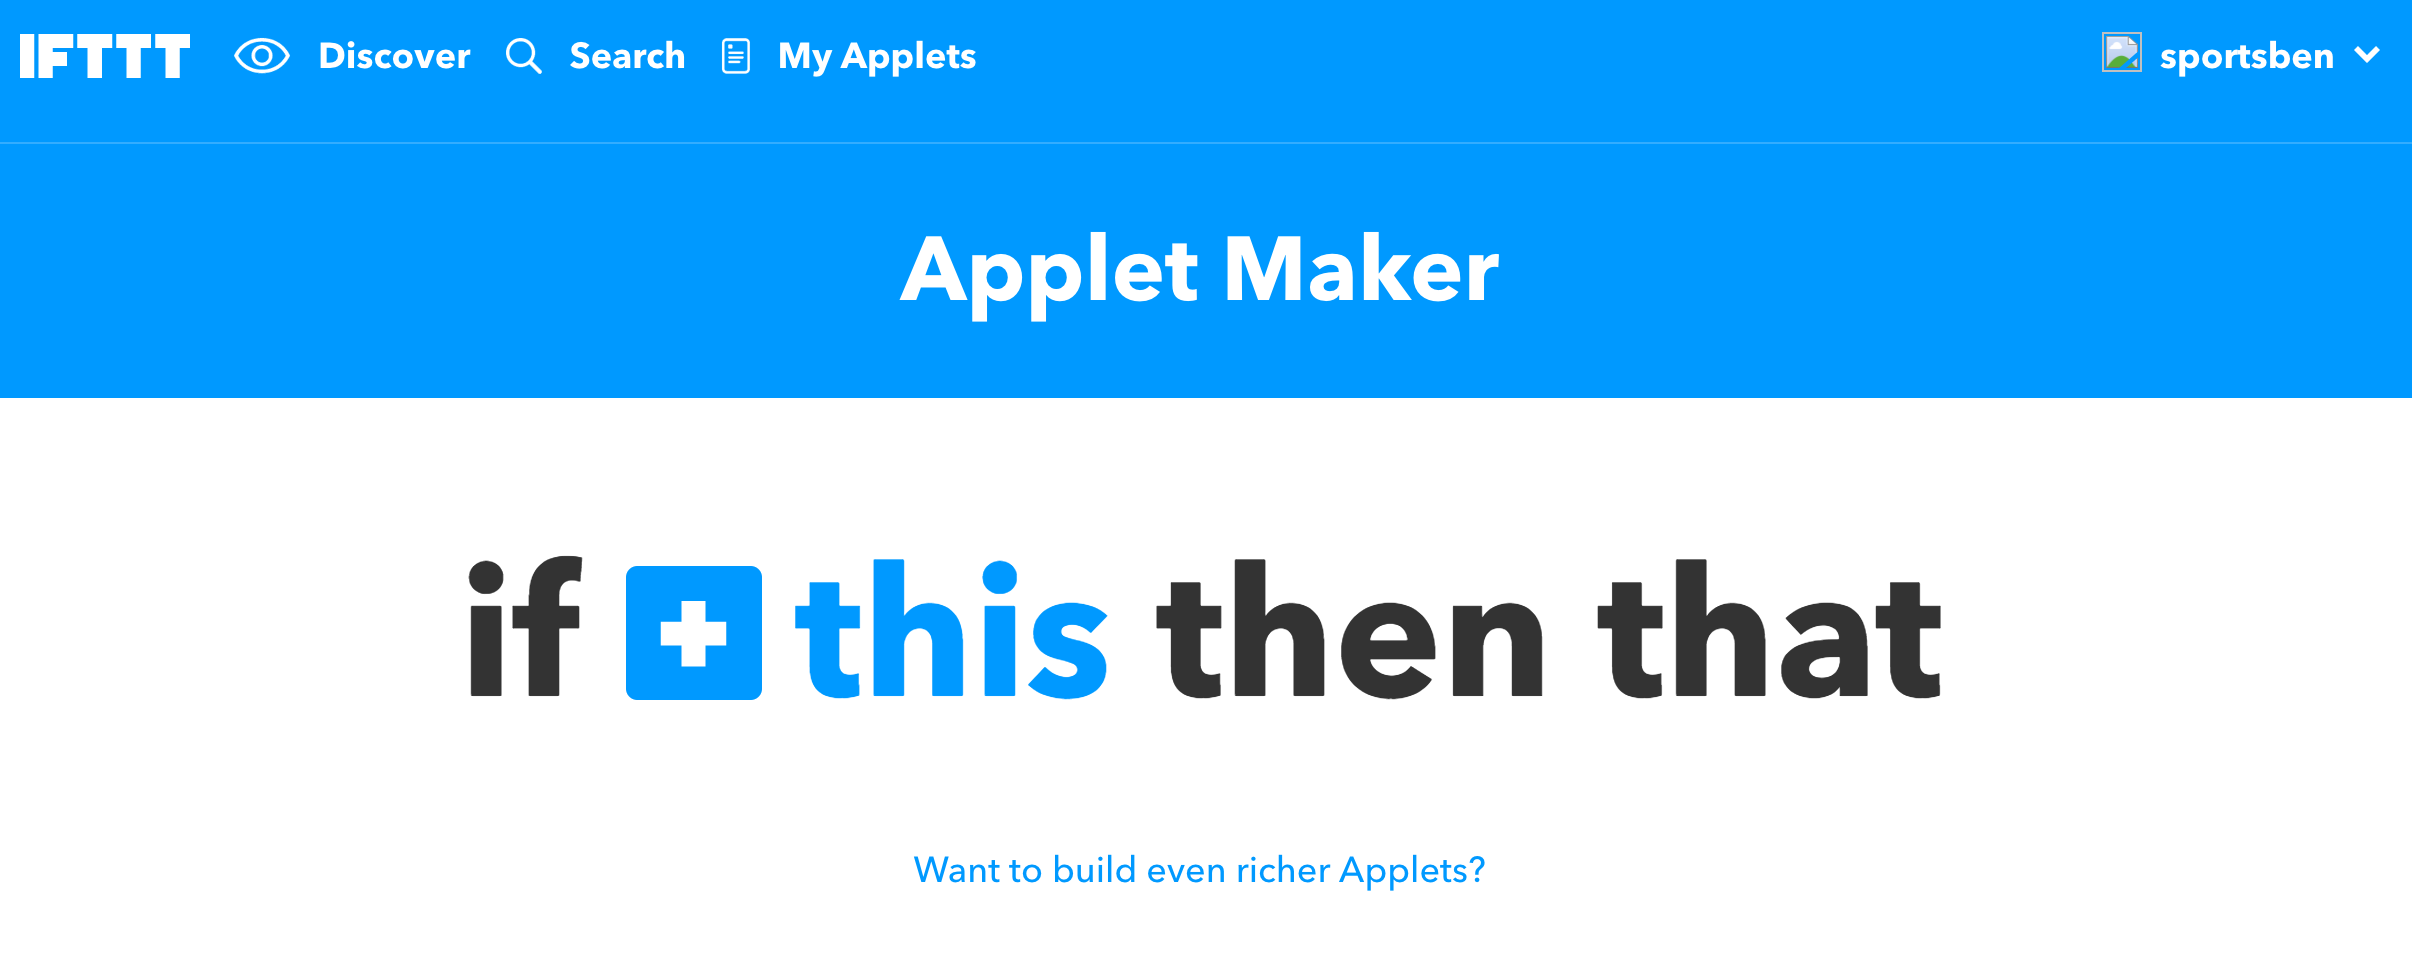 IFTTT Discover Search My Applets sportsben
Applet Maker
if this then that
Want to build even richer Applets?